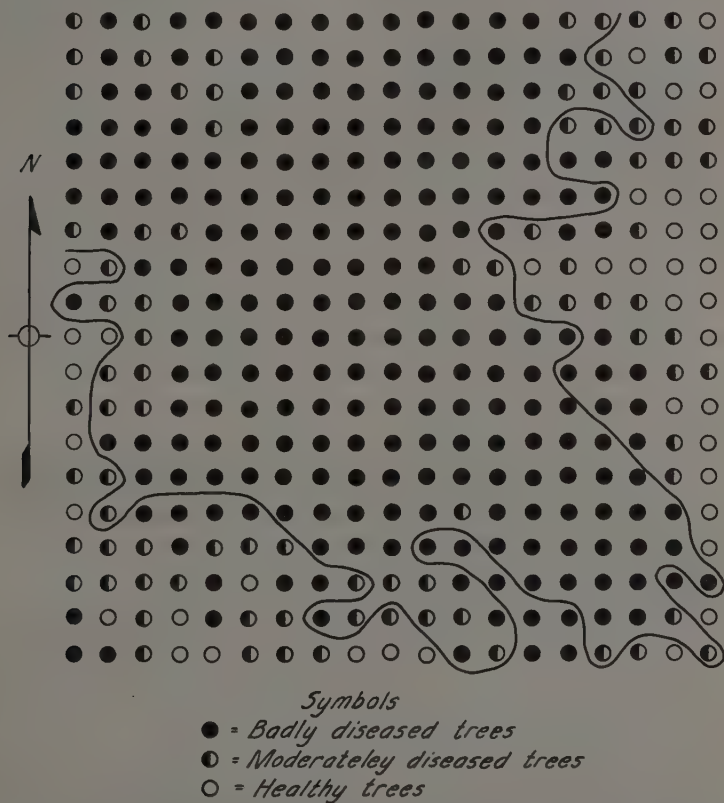 N
Symbols
= Badly diseased trees
= Moderateley diseased trees
= Healthy trees